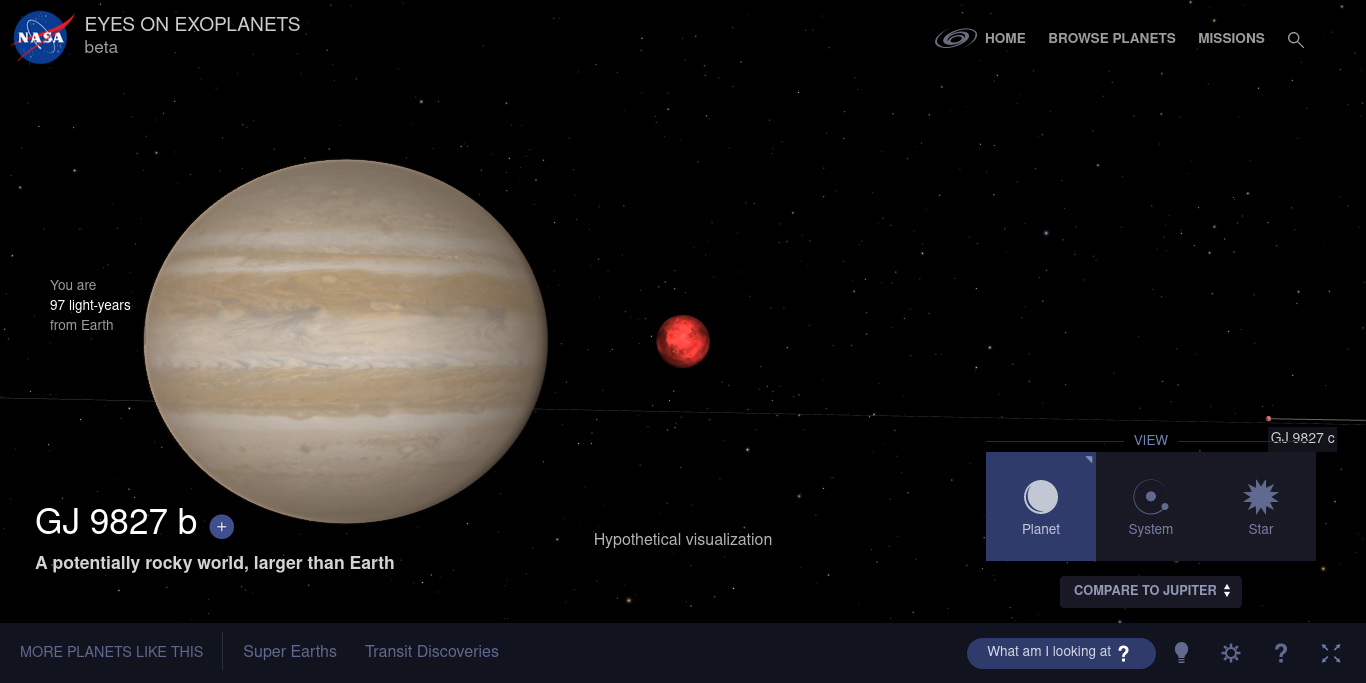 NASA
EYES ON EXOPLANETS
beta
HOME
BROWSE PLANETS
MISSIONS
You are
97 light-years
from Earth
GJ 9827 c
VIEW
Planet
System
Star
GJ 9827 b +
Hypothetical visualization
A potentially rocky world, larger than Earth
COMPARE TO JUPITER
MORE PLANETS LIKE THIS
Super Earths
Transit Discoveries
What am I looking at ?
?